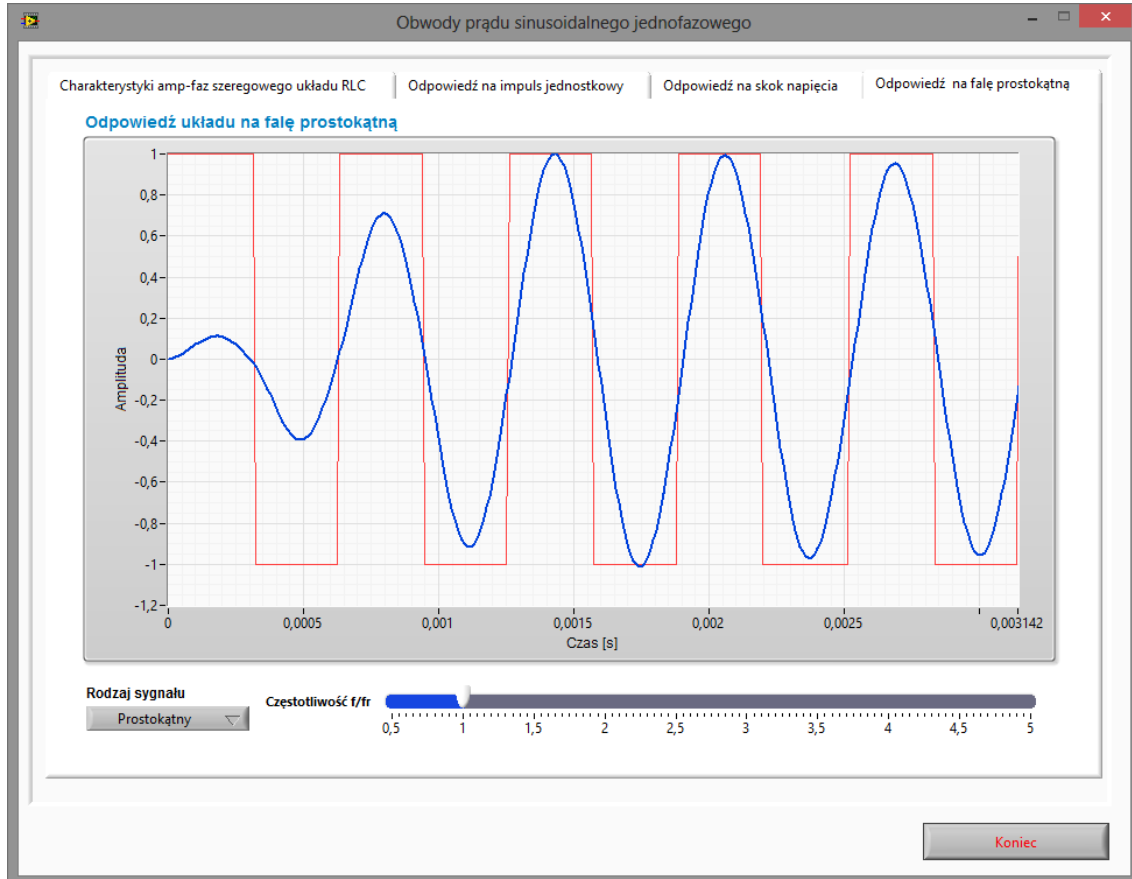 Obwody prądu sinusoidalnego jednofazowego
Charakterystyki amp-faz szeregowego układu RLC
Odpowiedź na impuls jednostkowy
Odpowiedź na skok napięcia
Odpowiedź na falę prostokątną
Odpowiedź układu na falę prostokątną
1
0,8
0,6
0,4
0,2
0
-0,2
-0,4
-0,6
-0,8
-1
-1,2
Amplituda
0 0,0005 0,001 0,0015 0,002 0,0025 0,003142
Czas [s]
Rodzaj sygnału
Prostokątny
Częstotliwość f/fr
0,5 1 1,5 2 2,5 3 3,5 4 4,5 5
Koniec